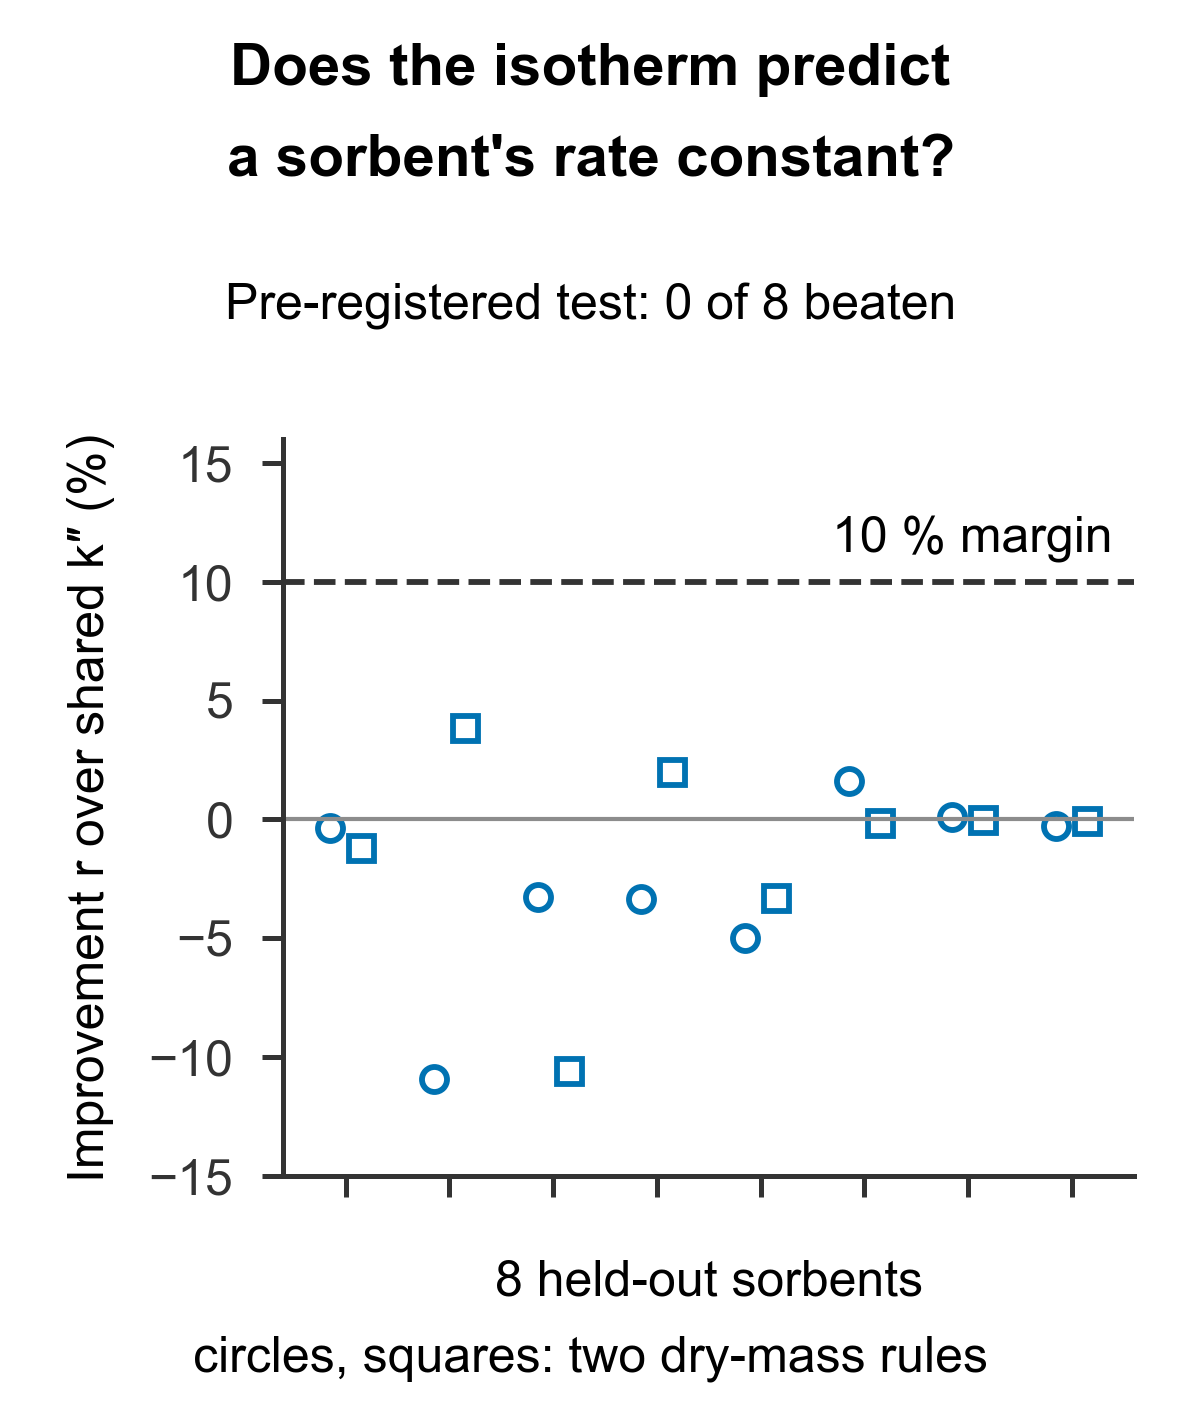 Does the isotherm predict
a sorbent's rate constant?
Pre-registered test: 0 of 8 beaten
Improvement r over shared k″ (%)
15
10
5
0
−5
−10
−15
10 % margin
8 held-out sorbents
circles, squares: two dry-mass rules